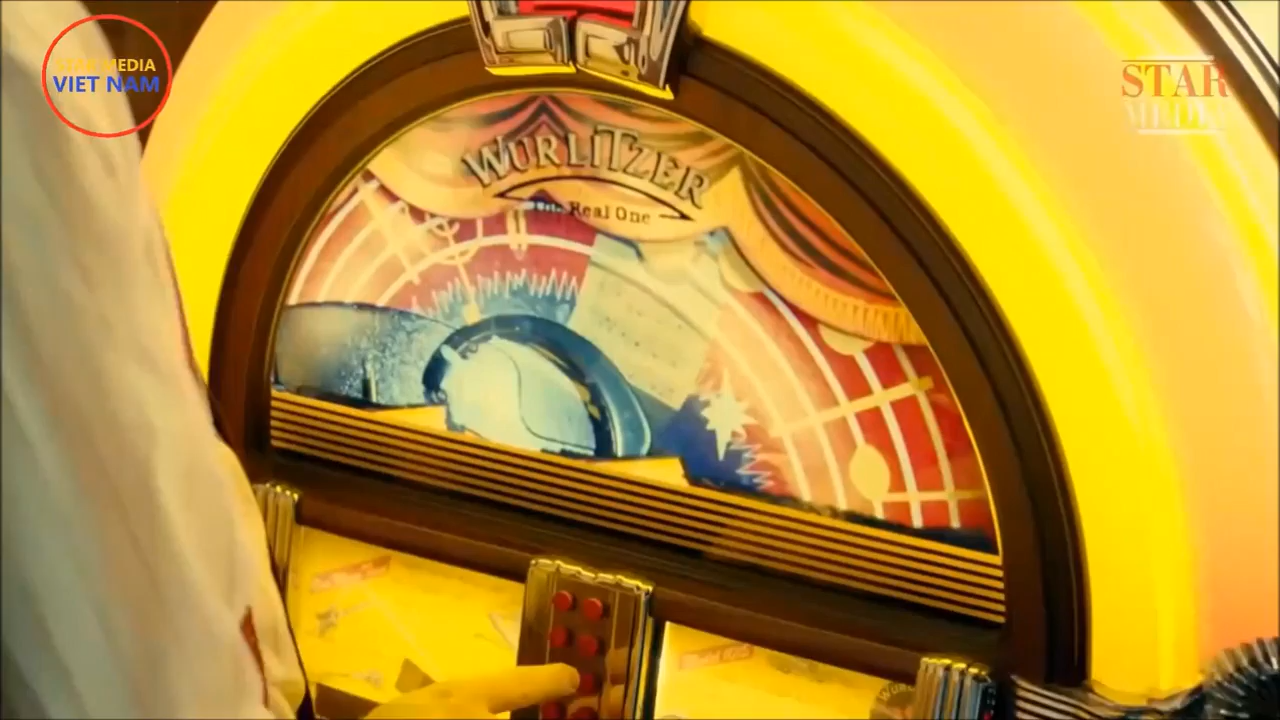 STAR MEDIA
VIET NAM
STAR
MEDIA
WURLITZER
Real One